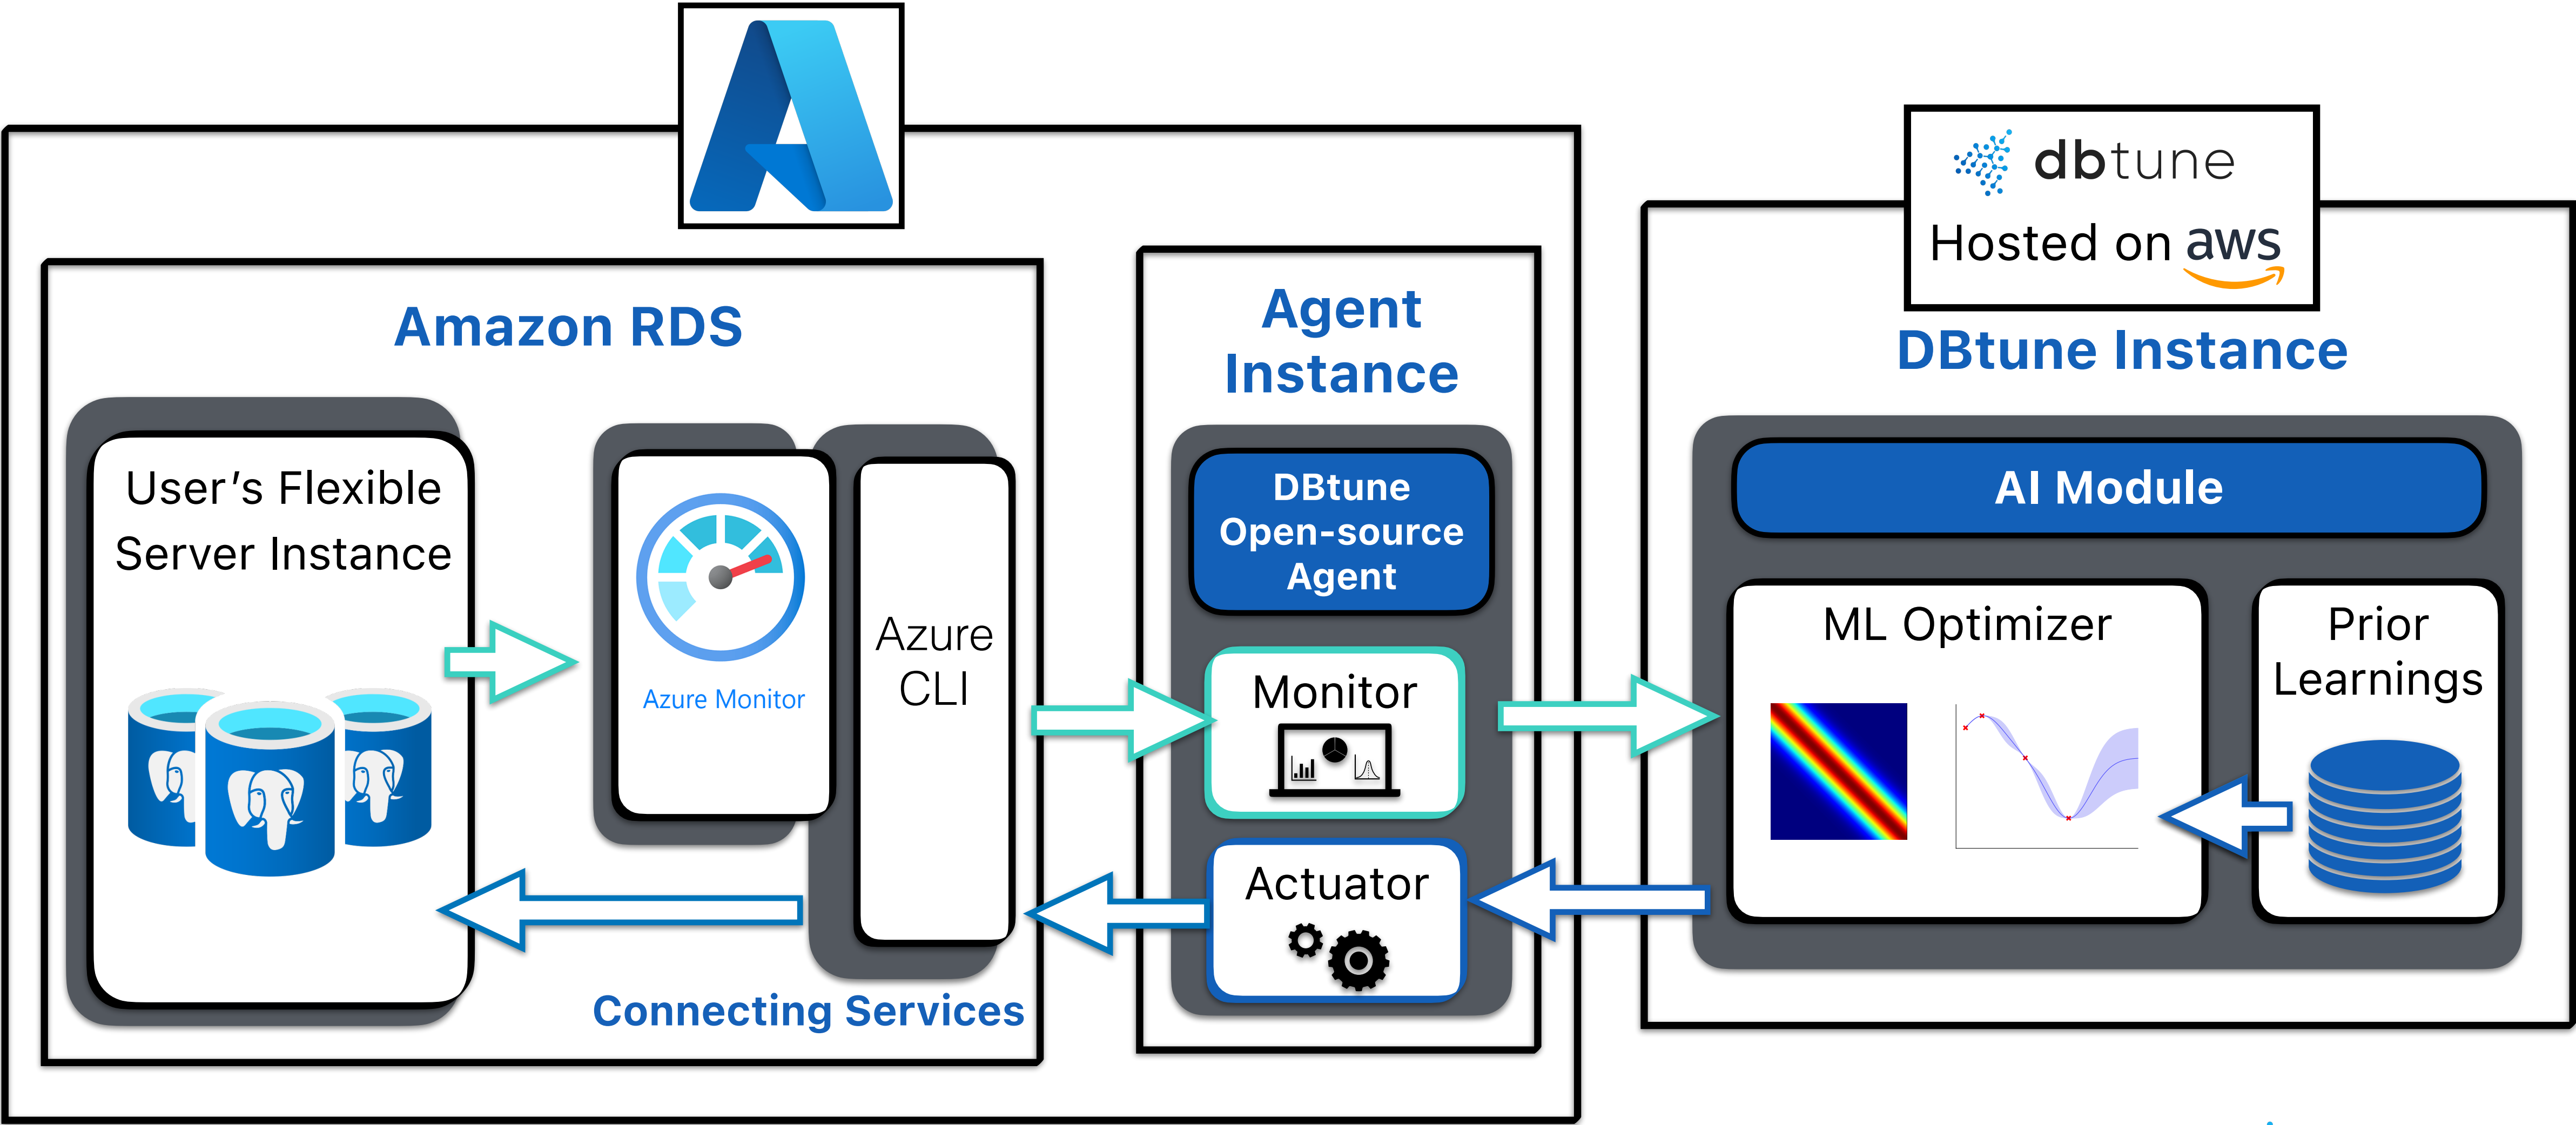 dbtune
Hosted on aws
Amazon RDS
Agent
Instance
DBtune Instance
User’s Flexible
Server Instance
Azure Monitor
Azure
CLI
Connecting Services
DBtune
Open-source
Agent
Monitor
Actuator
AI Module
ML Optimizer
Prior
Learnings